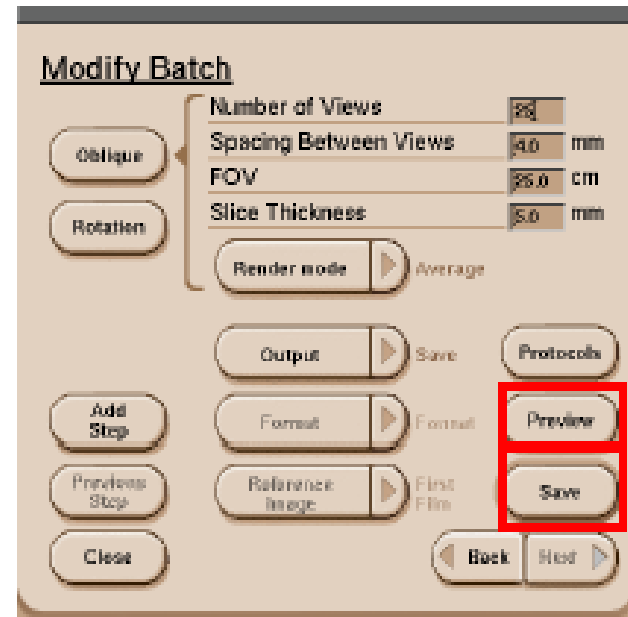 Modify Batch
Number of Views 25
Oblique Spacing Between Views 4.0 mm
FOV 25.0 cm
Rotation Slice Thickness 5.0 mm
Render mode Average
Output Save Protocols
Add Step Format Format Preview
Previous Step Reference Image First Film Save
Close Back Next